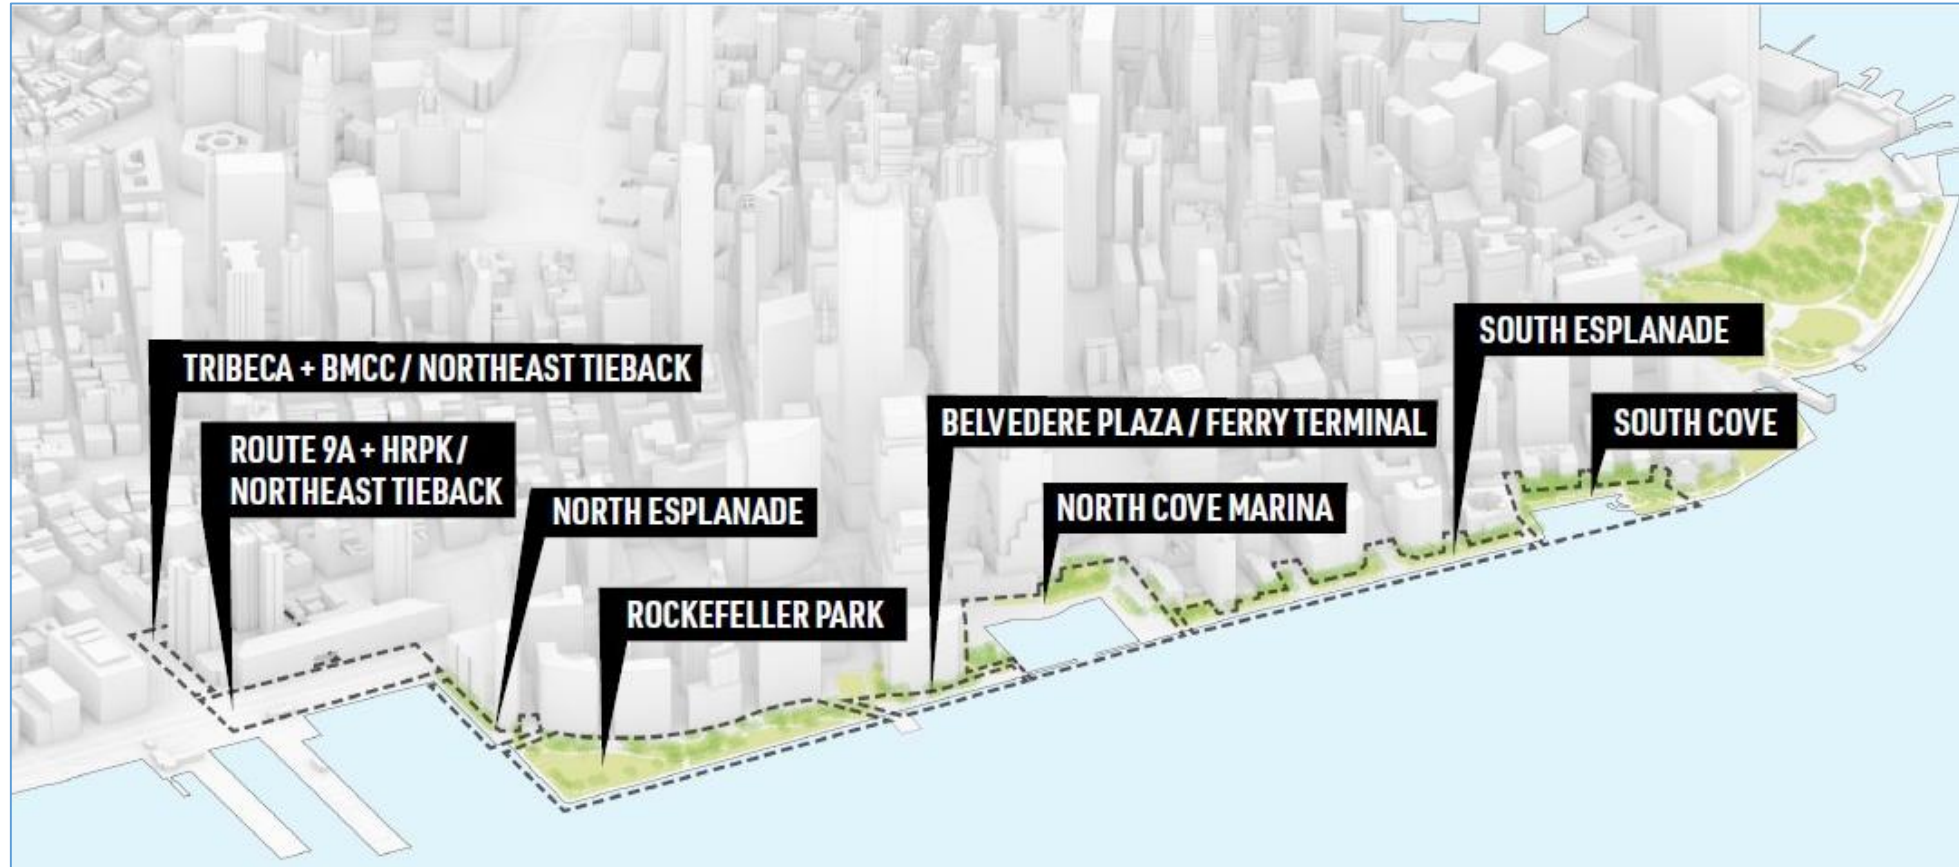 TRIBECA + BMCC / NORTHEAST TIEBACK
ROUTE 9A + HRPK /
NORTHEAST TIEBACK
NORTH ESPLANADE
ROCKEFELLER PARK
BELVEDERE PLAZA / FERRY TERMINAL
NORTH COVE MARINA
SOUTH ESPLANADE
SOUTH COVE